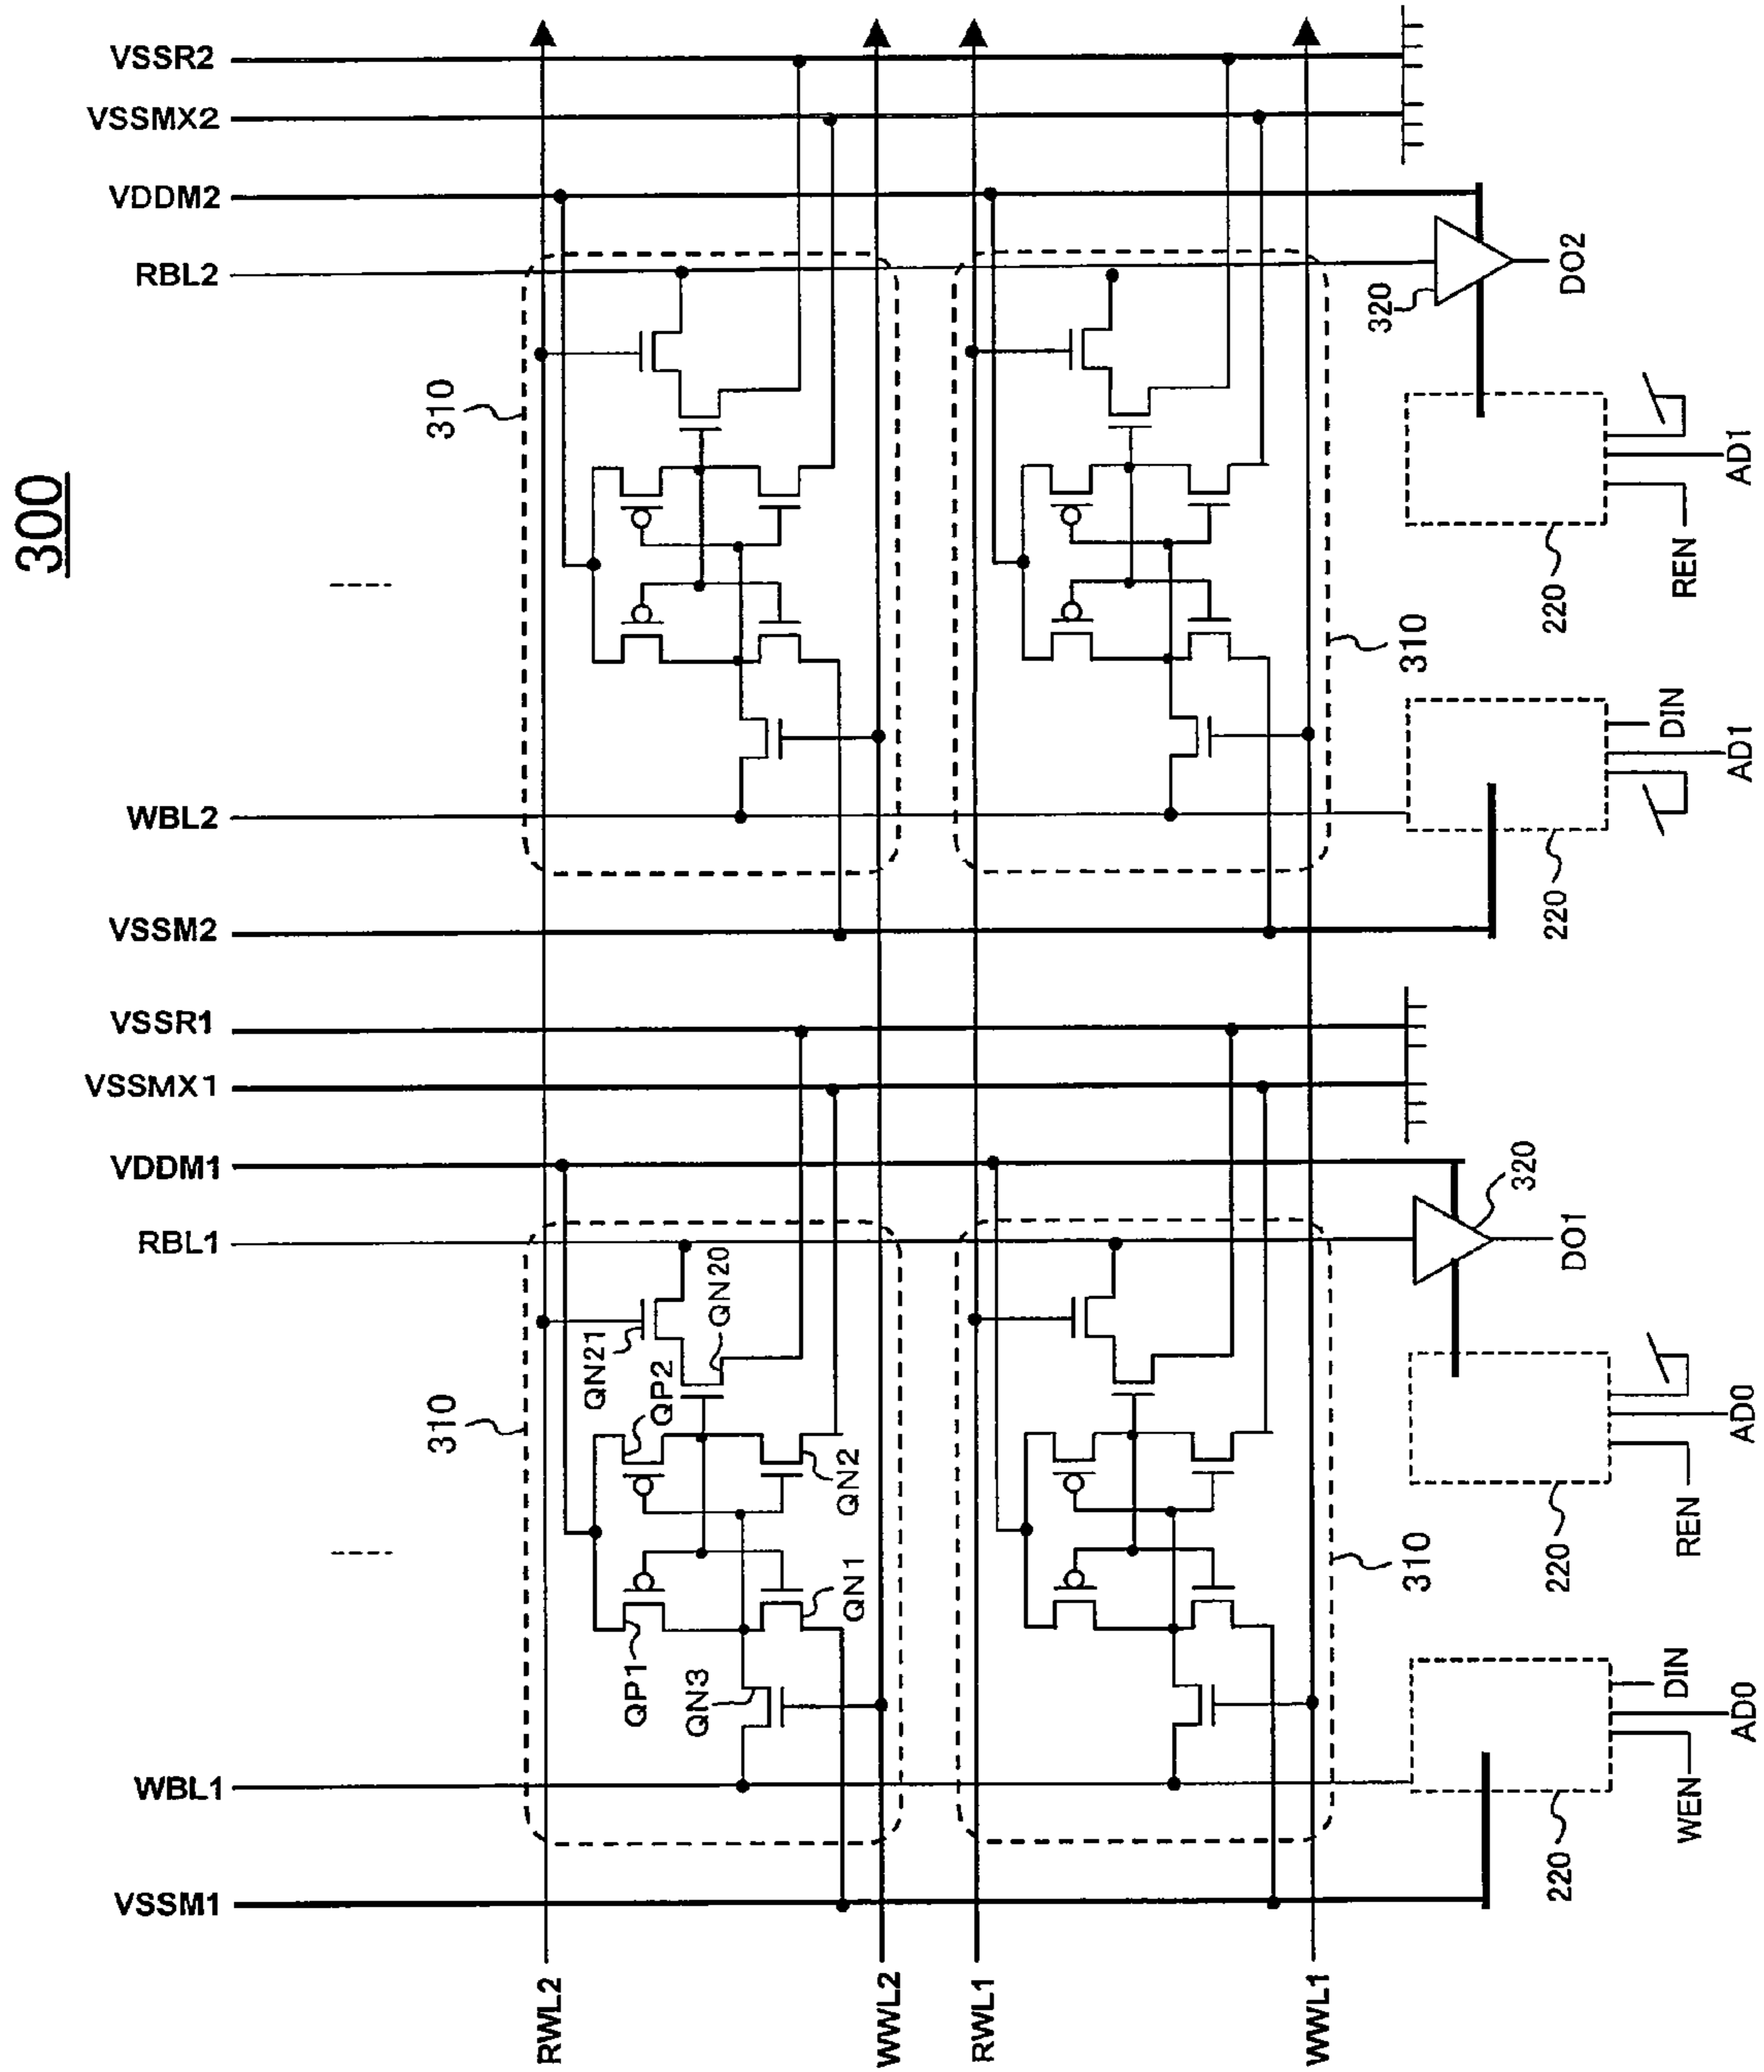 300
VSSR2
VSSMX2
VDDM2
RBL2
WBL2
VSSM2
VSSR1
VSSMX1
VDDM1
RBL1
WBL1
VSSM1
310
310
320
DO2
220
REN
AD1
220
DIN
AD1
310
QN21
QP2
QN20
QN2
QN1
QP1
QN3
310
320
DO1
220
REN
AD0
220
DIN
WEN
AD0
RWL2
WWL2
RWL1
WWL1